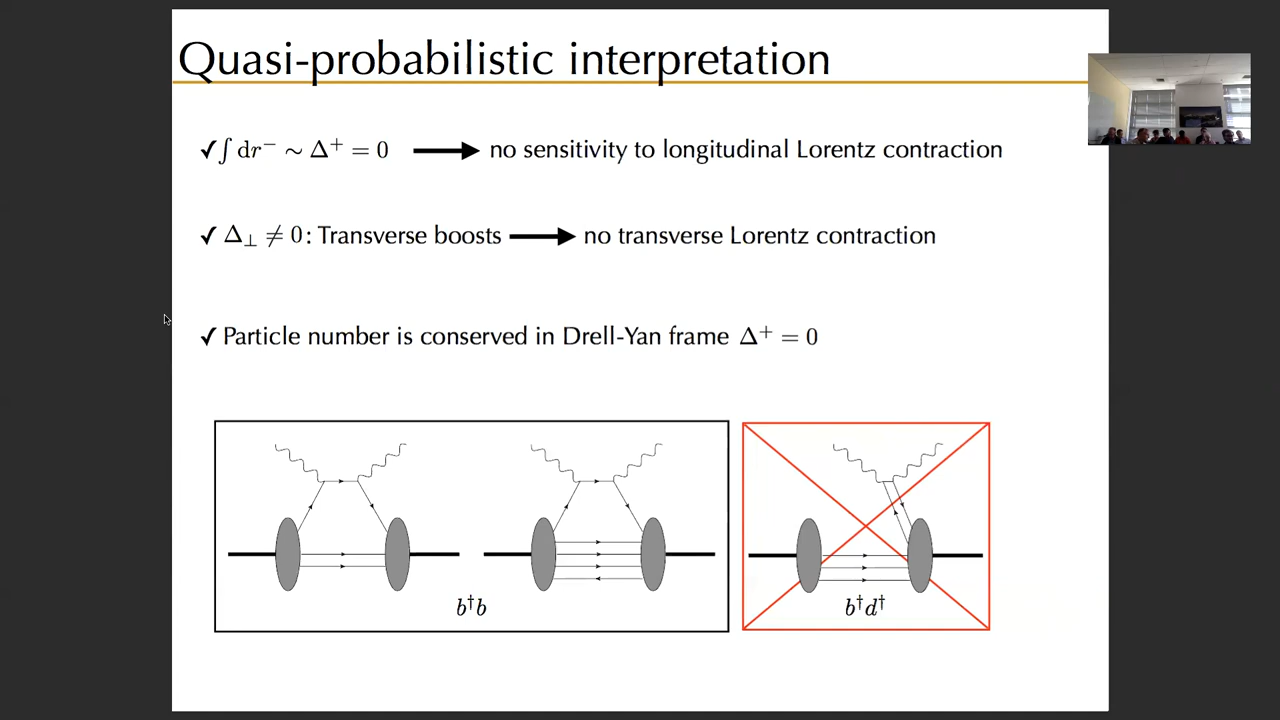 Quasi-probabilistic interpretation
✓ ∫ dr⁻ ∼ Δ⁺ = 0 → no sensitivity to longitudinal Lorentz contraction
✓ Δ⊥ ≠ 0: Transverse boosts → no transverse Lorentz contraction
✓ Particle number is conserved in Drell-Yan frame Δ⁺ = 0
b†b
b†d†